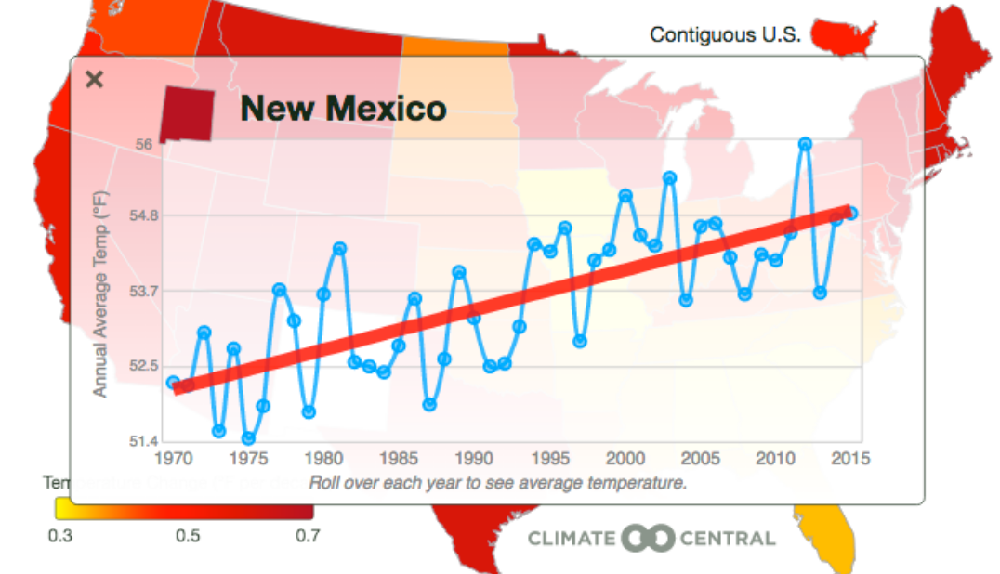 Contiguous U.S.
×
New Mexico
Annual Average Temp (°F)
56
54.8
53.7
52.5
51.4
1970 1975 1980 1985 1990 1995 2000 2005 2010 2015
Roll over each year to see average temperature.
0.3 0.5 0.7
CLIMATE CENTRAL